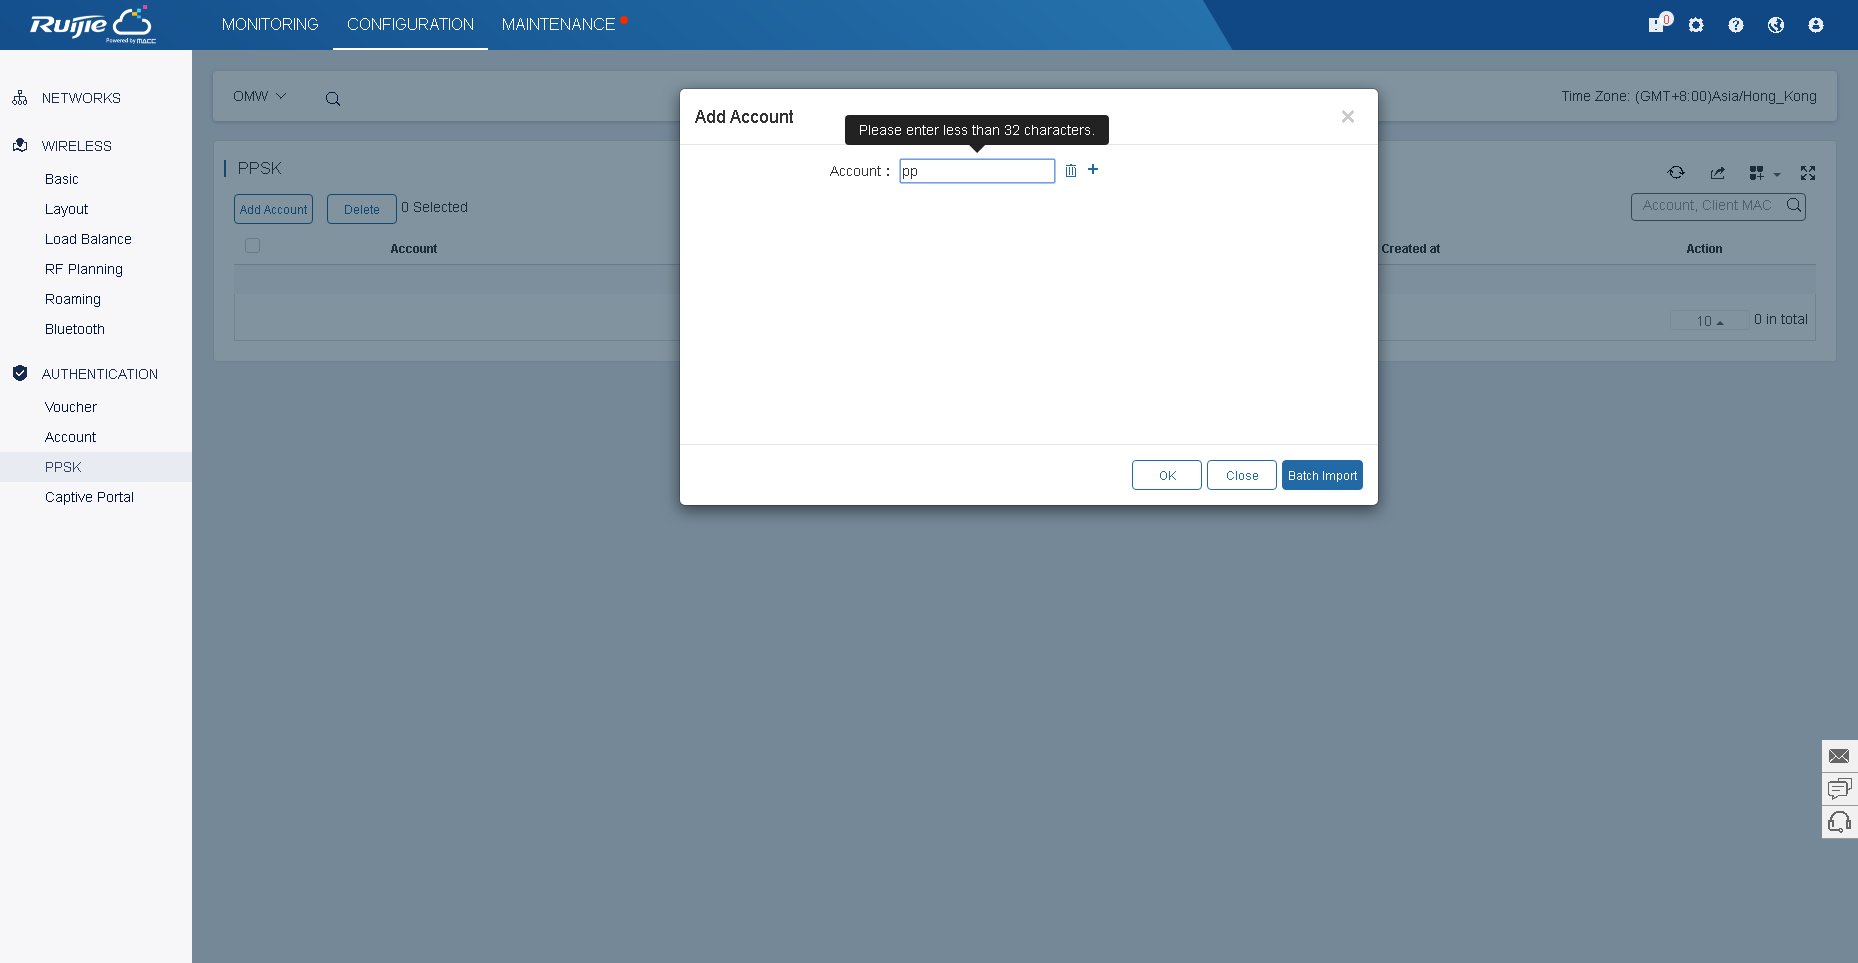 Ruijie
Powered by MACC
MONITORING
CONFIGURATION
MAINTENANCE
0
NETWORKS
WIRELESS
Basic
Layout
Load Balance
RF Planning
Roaming
Bluetooth
AUTHENTICATION
Voucher
Account
PPSK
Captive Portal
OMW
Time Zone: (GMT+8:00)Asia/Hong_Kong
PPSK
Add Account
Delete
0 Selected
Account, Client MAC
Account
Created at
Action
10
0 in total
Add Account
×
Please enter less than 32 characters.
Account :
pp
OK
Close
Batch Import